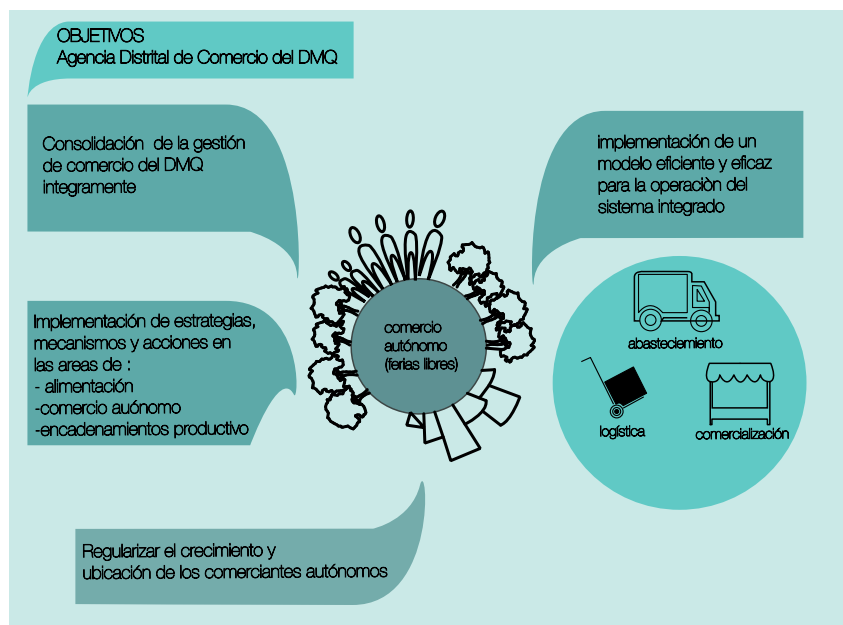 OBJETIVOS
Agencia Distrital de Comercio del DMQ
Consolidación de la gestión
de comercio del DMQ
integramente
implementación de un
modelo eficiente y eficaz
para la operaciòn del
sistema integrado
Implementación de estrategias,
mecanismos y acciones en
las areas de :
- alimentación
-comercio auónomo
-encadenamientos productivo
comercio
autónomo
(ferias libres)
abasteciemiento
logística
comercialización
Regularizar el crecimiento y
ubicación de los comerciantes autónomos